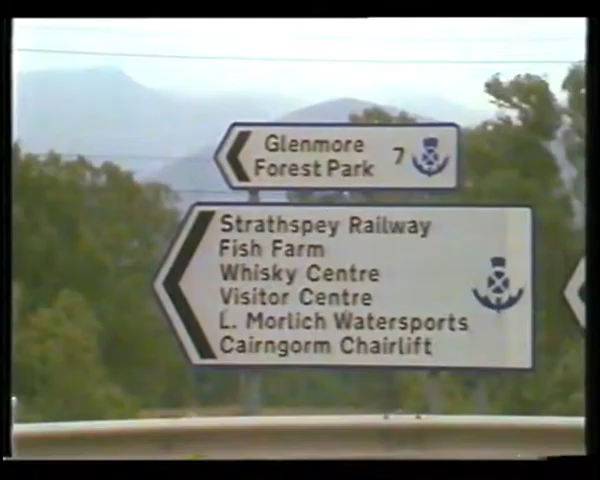 Glenmore
Forest Park 7
Strathspey Railway
Fish Farm
Whisky Centre
Visitor Centre
L. Morlich Watersports
Cairngorm Chairlift